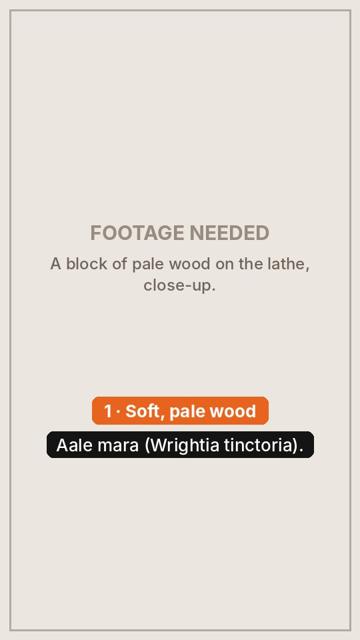 FOOTAGE NEEDED
A block of pale wood on the lathe,
close-up.
1 · Soft, pale wood
Aale mara (Wrightia tinctoria).